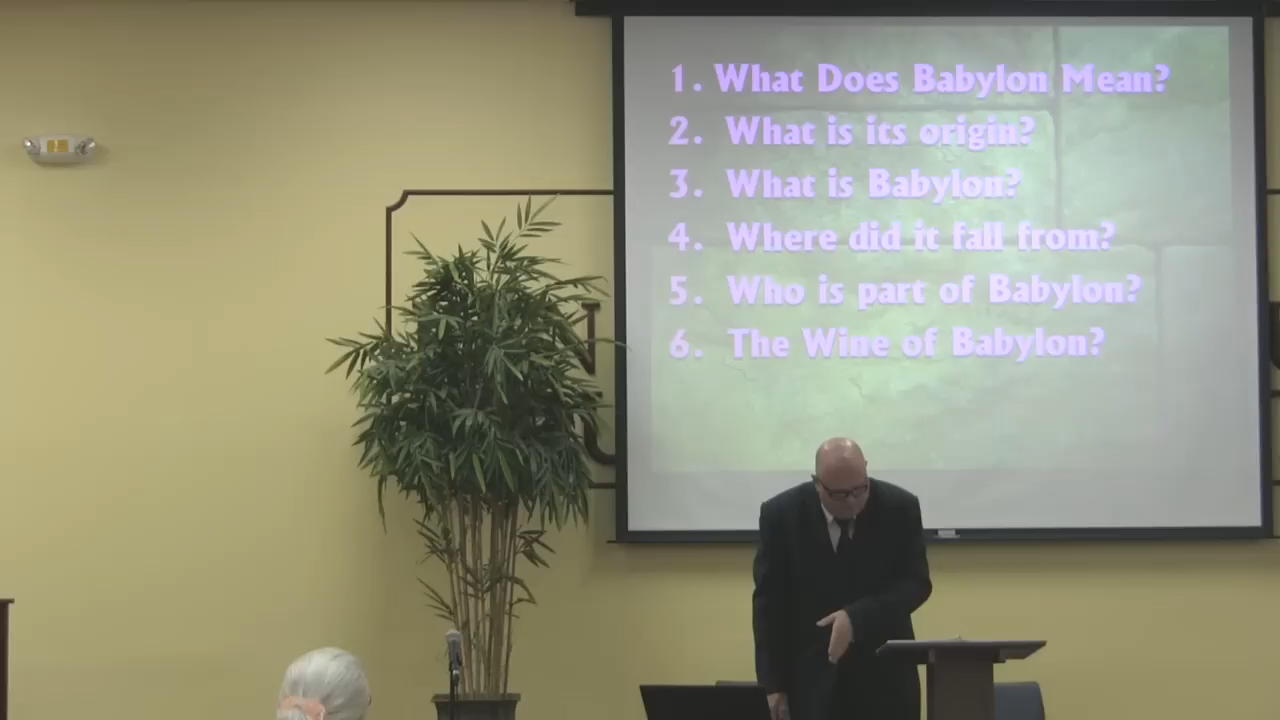 1. What Does Babylon Mean?
2. What is its origin?
3. What is Babylon?
4. Where did it fall from?
5. Who is part of Babylon?
6. The Wine of Babylon?